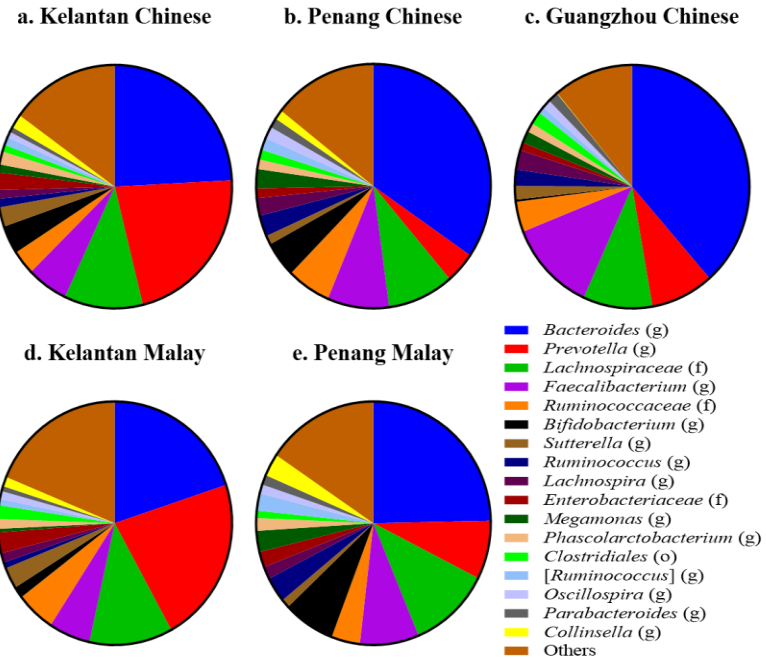 a. Kelantan Chinese
b. Penang Chinese
c. Guangzhou Chinese
d. Kelantan Malay
e. Penang Malay
Bacteroides (g)
Prevotella (g)
Lachnospiraceae (f)
Faecalibacterium (g)
Ruminococcaceae (f)
Bifidobacterium (g)
Sutterella (g)
Ruminococcus (g)
Lachnospira (g)
Enterobacteriaceae (f)
Megamonas (g)
Phascolarctobacterium (g)
Clostridiales (o)
[Ruminococcus] (g)
Oscillospira (g)
Parabacteroides (g)
Collinsella (g)
Others